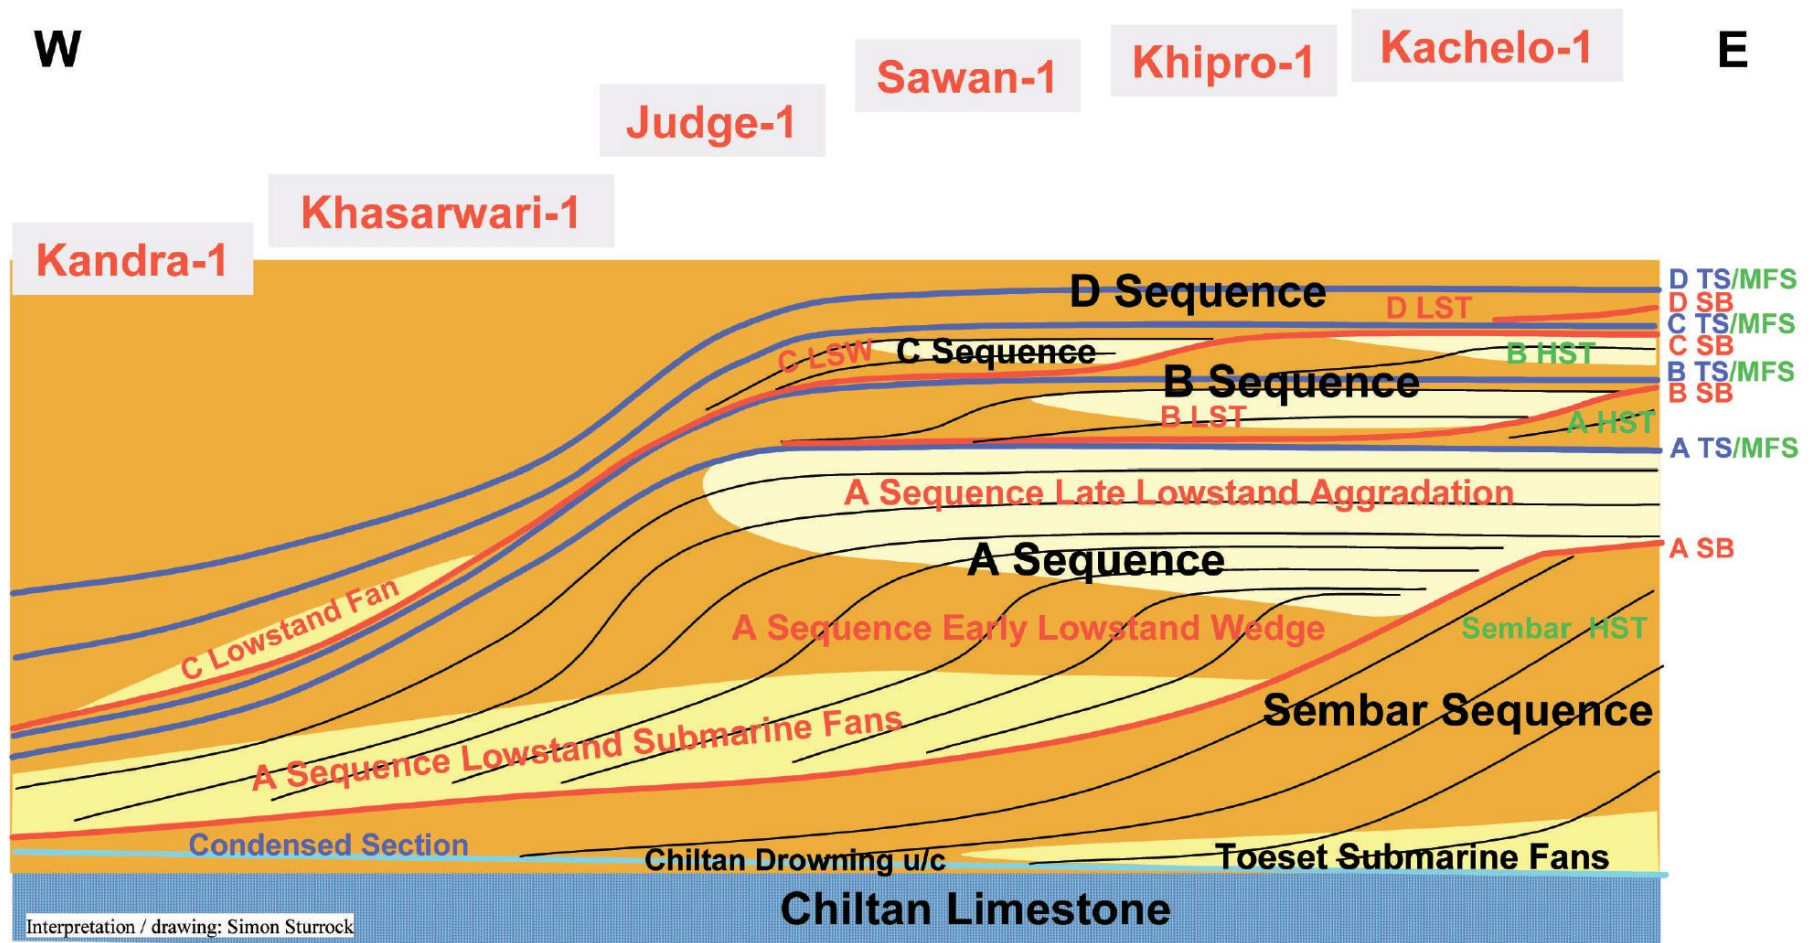 W
E
Kachelo-1
Khipro-1
Sawan-1
Judge-1
Khasarwari-1
Kandra-1
D Sequence
D TS/MFS
D LST
D SB
C TS/MFS
C LSW
C Sequence
B HST
C SB
B Sequence
B TS/MFS
B SB
B LST
A HST
A TS/MFS
A Sequence Late Lowstand Aggradation
A Sequence
A SB
C Lowstand Fan
A Sequence Early Lowstand Wedge
Sembar HST
Sembar Sequence
A Sequence Lowstand Submarine Fans
Condensed Section
Chiltan Drowning u/c
Toeset Submarine Fans
Chiltan Limestone
Interpretation / drawing: Simon Sturrock